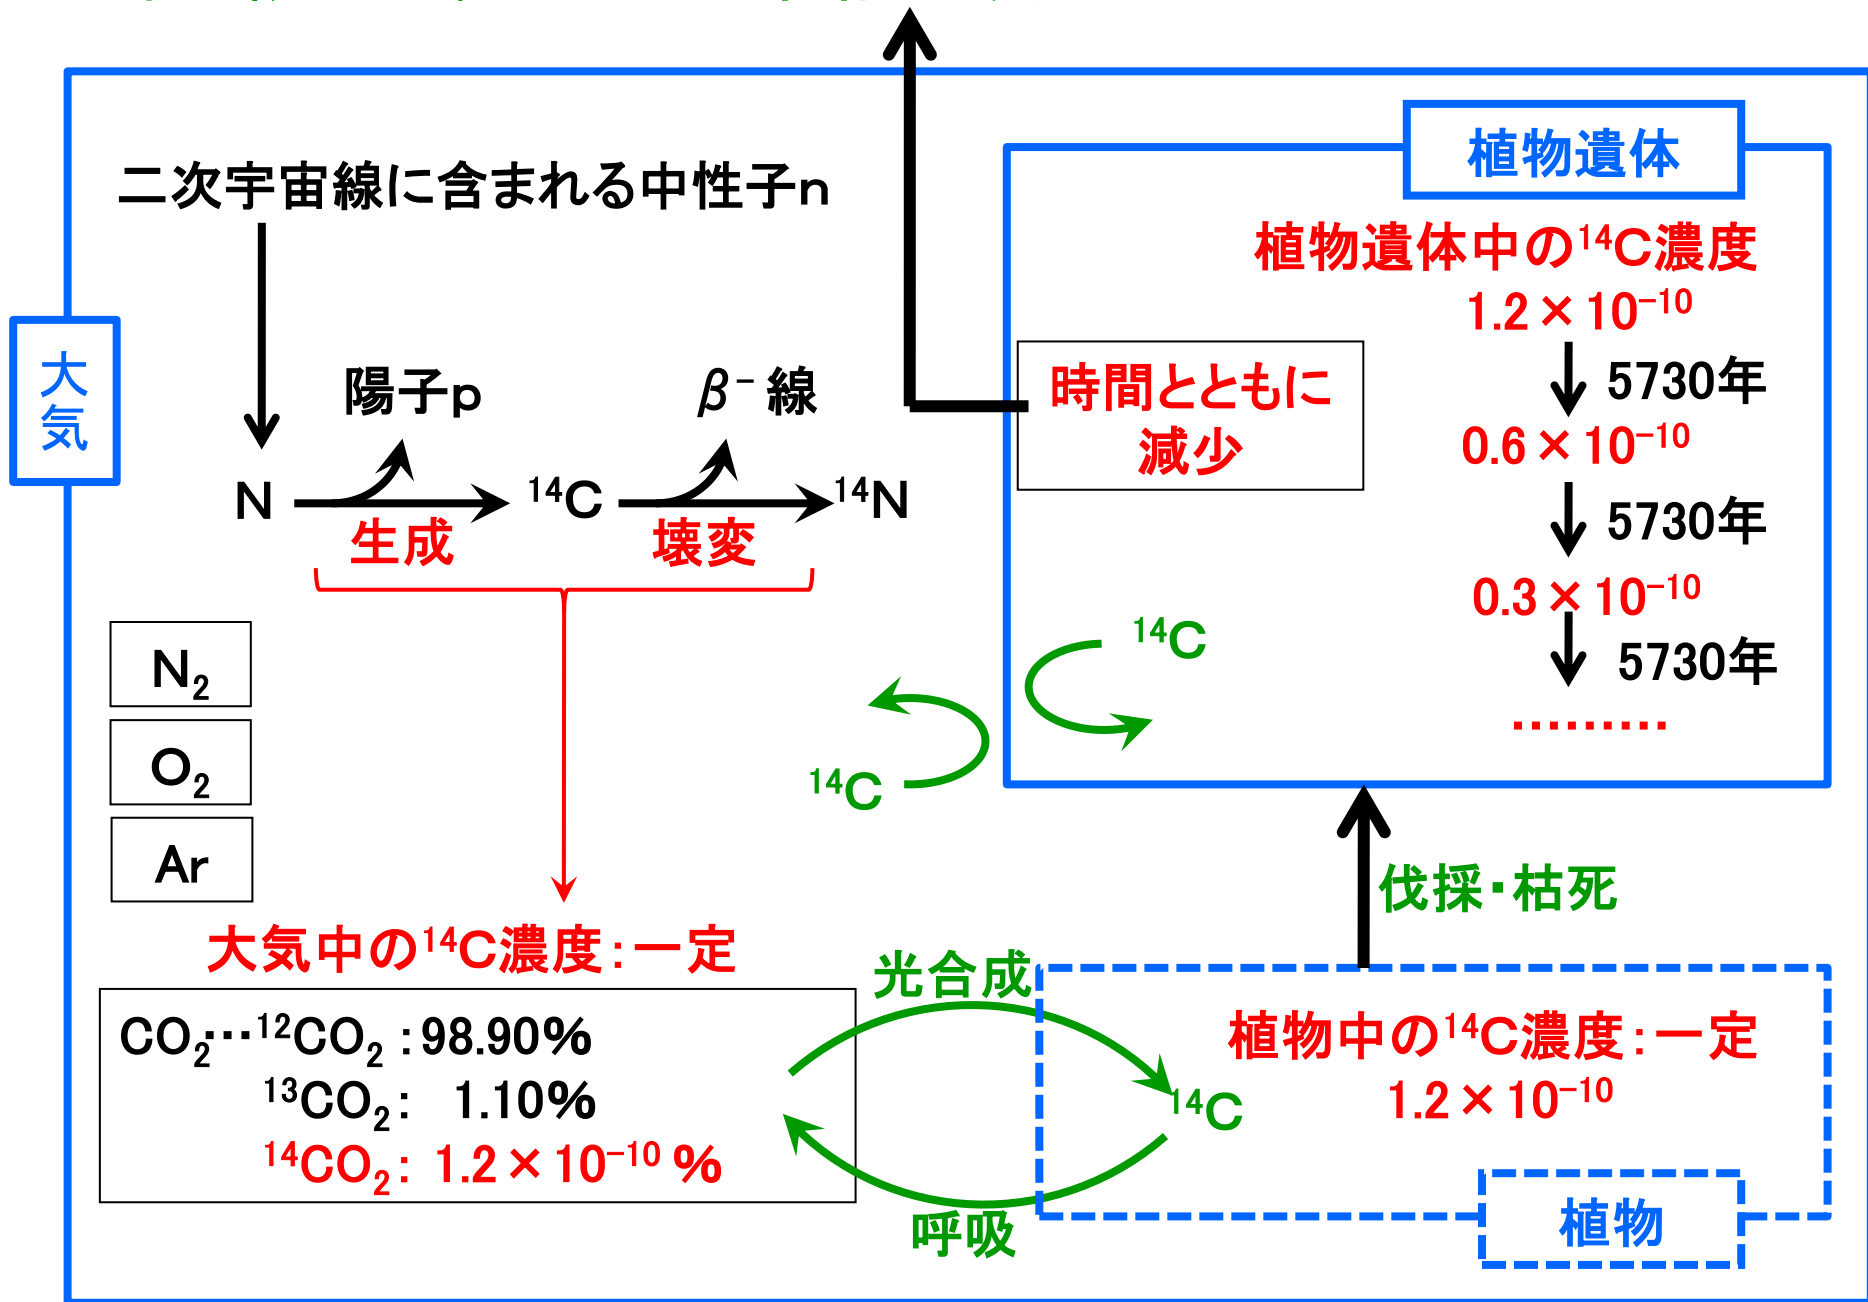 二次宇宙線に含まれる中性子n
大気
陽子p
β⁻線
N
¹⁴C
¹⁴N
生成
壊変
N₂
O₂
Ar
大気中の¹⁴C濃度：一定
CO₂…¹²CO₂：98.90%
¹³CO₂： 1.10%
¹⁴CO₂： 1.2×10⁻¹⁰ %
光合成
呼吸
¹⁴C
植物中の¹⁴C濃度：一定
1.2×10⁻¹⁰
植物
伐採・枯死
植物遺体
植物遺体中の¹⁴C濃度
1.2×10⁻¹⁰
5730年
0.6×10⁻¹⁰
5730年
0.3×10⁻¹⁰
5730年
………
時間とともに
減少
¹⁴C
¹⁴C